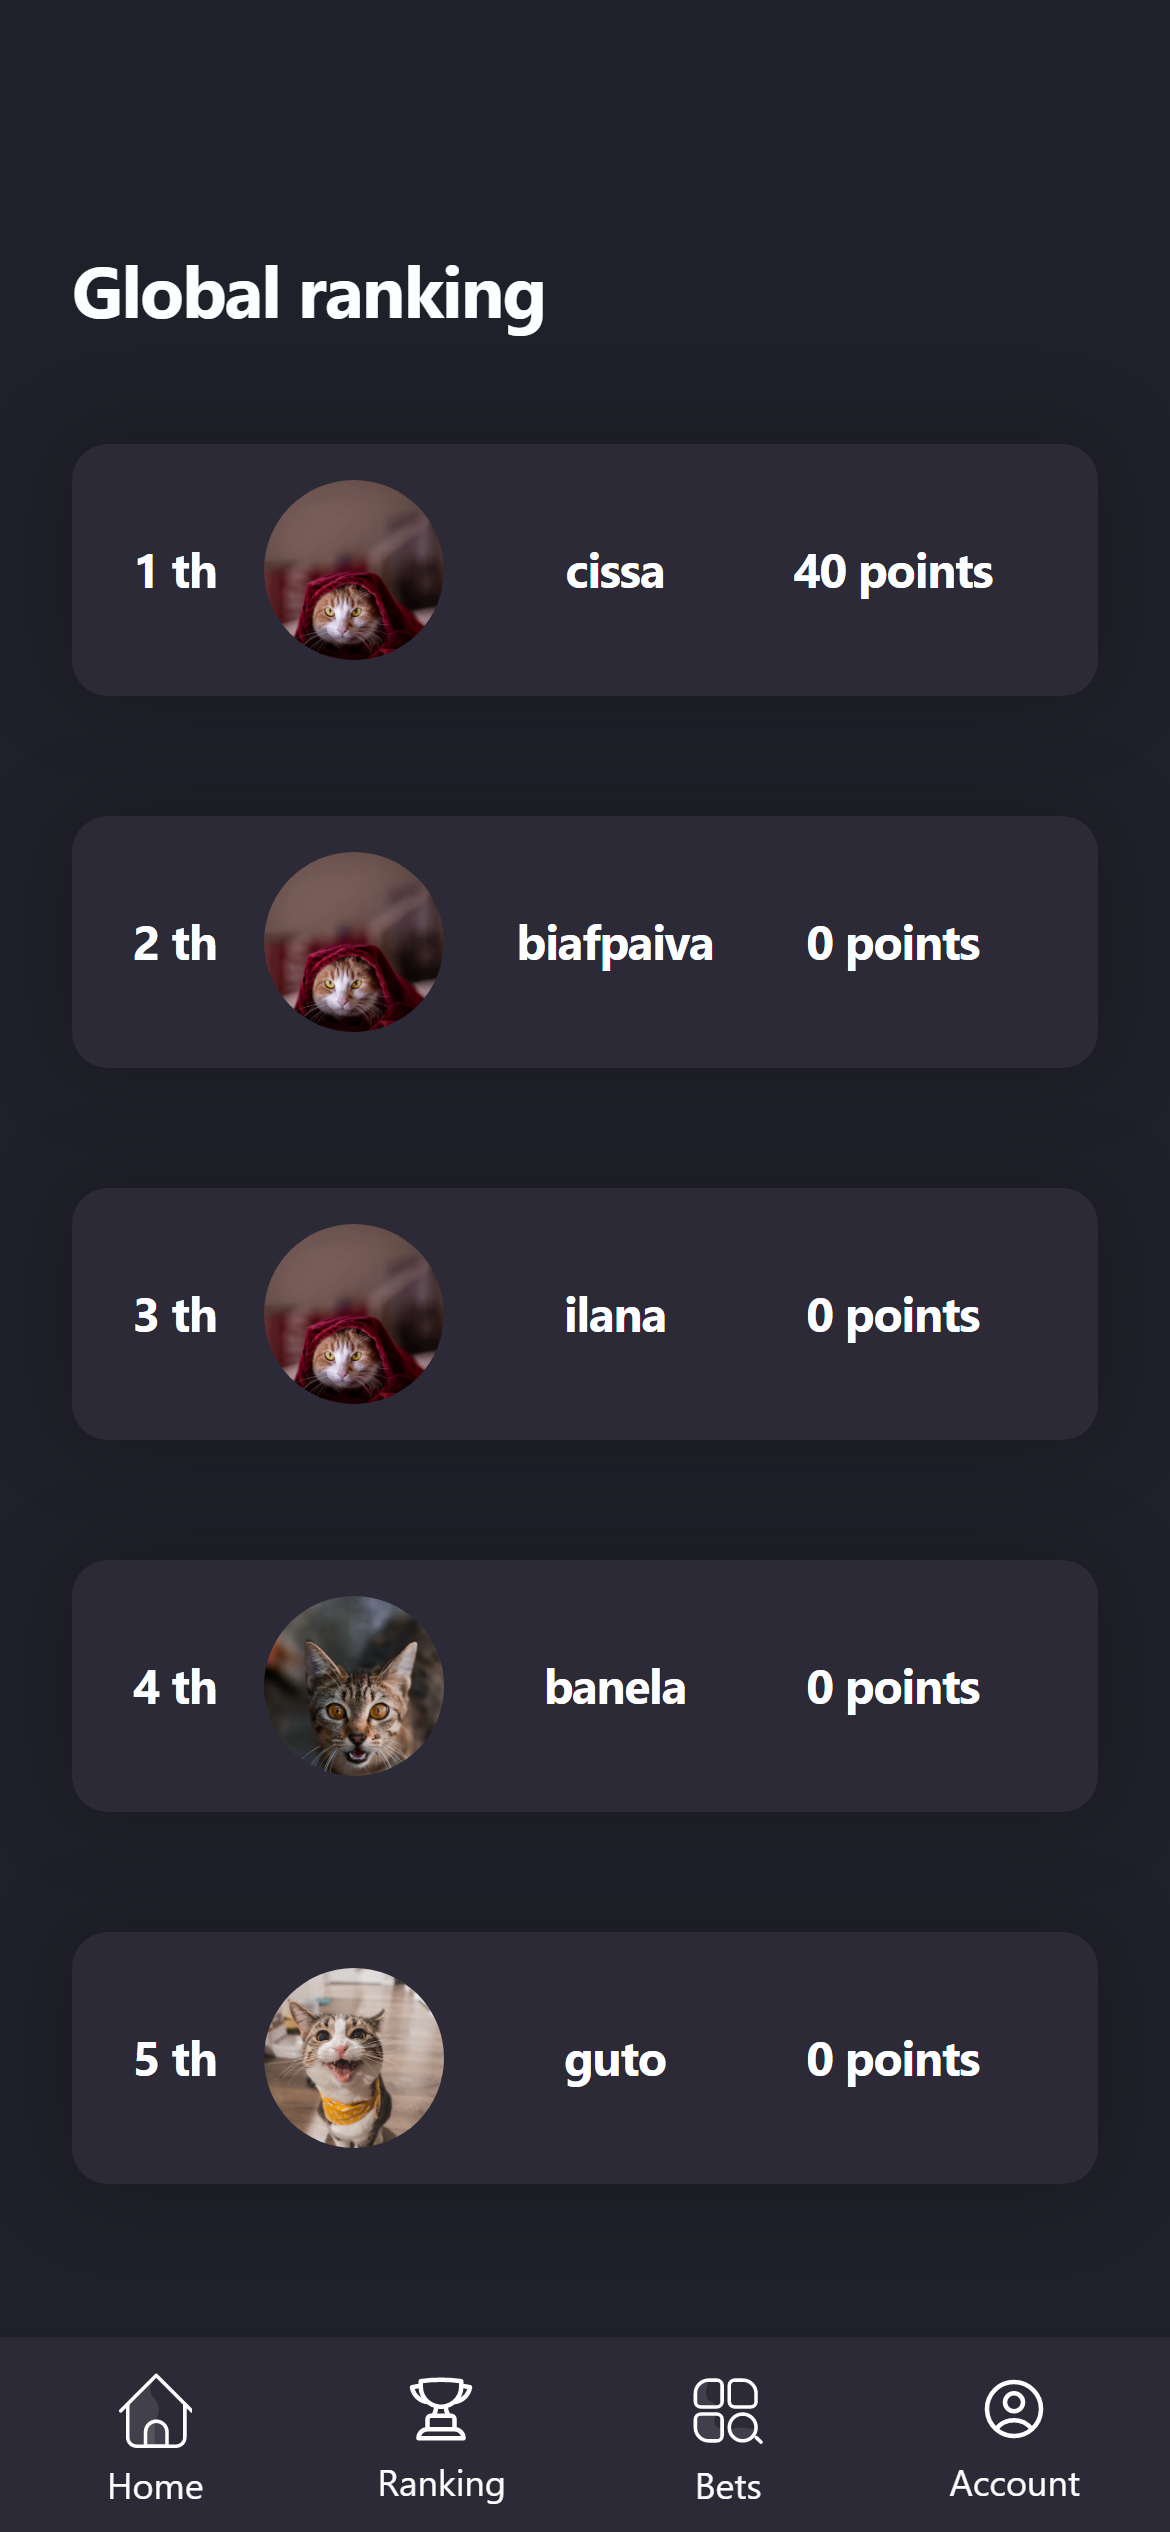 Global ranking
1 th cissa 40 points
2 th biafpaiva 0 points
3 th ilana 0 points
4 th banela 0 points
5 th guto 0 points
Home Ranking Bets Account